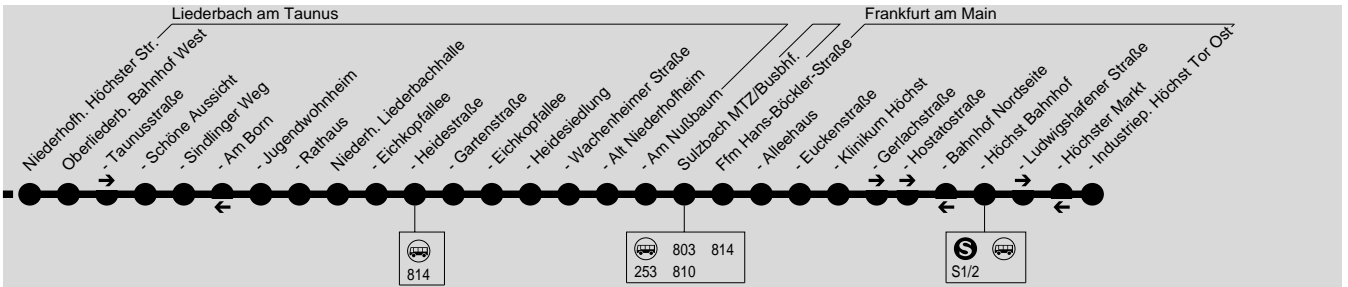 Liederbach am Taunus
Frankfurt am Main
Niederhofh. Höchster Str.
Oberliederb. Bahnhof West
- Taunusstraße
- Schöne Aussicht
- Sindlinger Weg
- Am Born
- Jugendwohnheim
- Rathaus
Niederh. Liederbachhalle
- Eichkopfallee
- Heidestraße
- Gartenstraße
- Eichkopfallee
- Heidesiedlung
- Wachenheimer Straße
- Alt Niederhofheim
- Am Nußbaum
Sulzbach MTZ/Busbhf.
Ffm Hans-Böckler-Straße
- Alleehaus
- Euckenstraße
- Klinikum Höchst
- Gerlachstraße
- Hostatostraße
- Bahnhof Nordseite
- Höchst Bahnhof
- Ludwigshafener Straße
- Höchster Markt
- Industriep. Höchst Tor Ost
814
803 814
253 810
S
S1/2